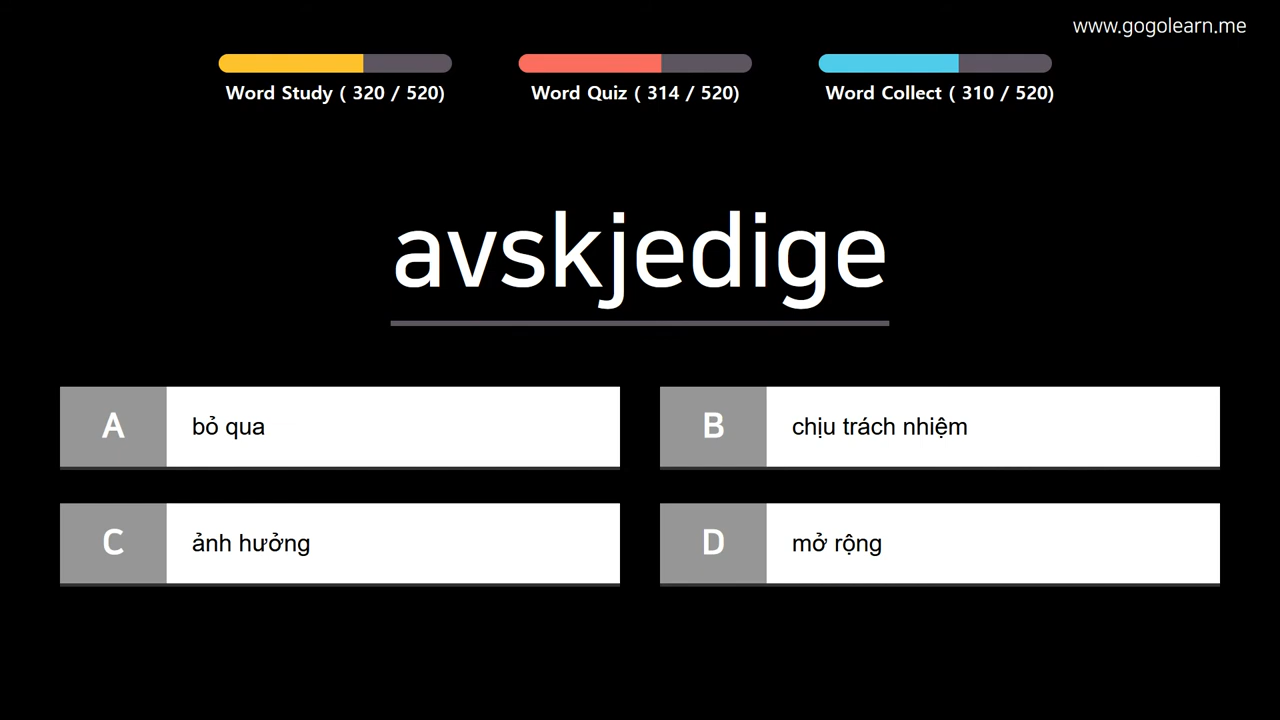 www.gogolearn.me
Word Study ( 320 / 520)
Word Quiz ( 314 / 520)
Word Collect ( 310 / 520)
avskjedige
A bỏ qua
B chịu trách nhiệm
C ảnh hưởng
D mở rộng